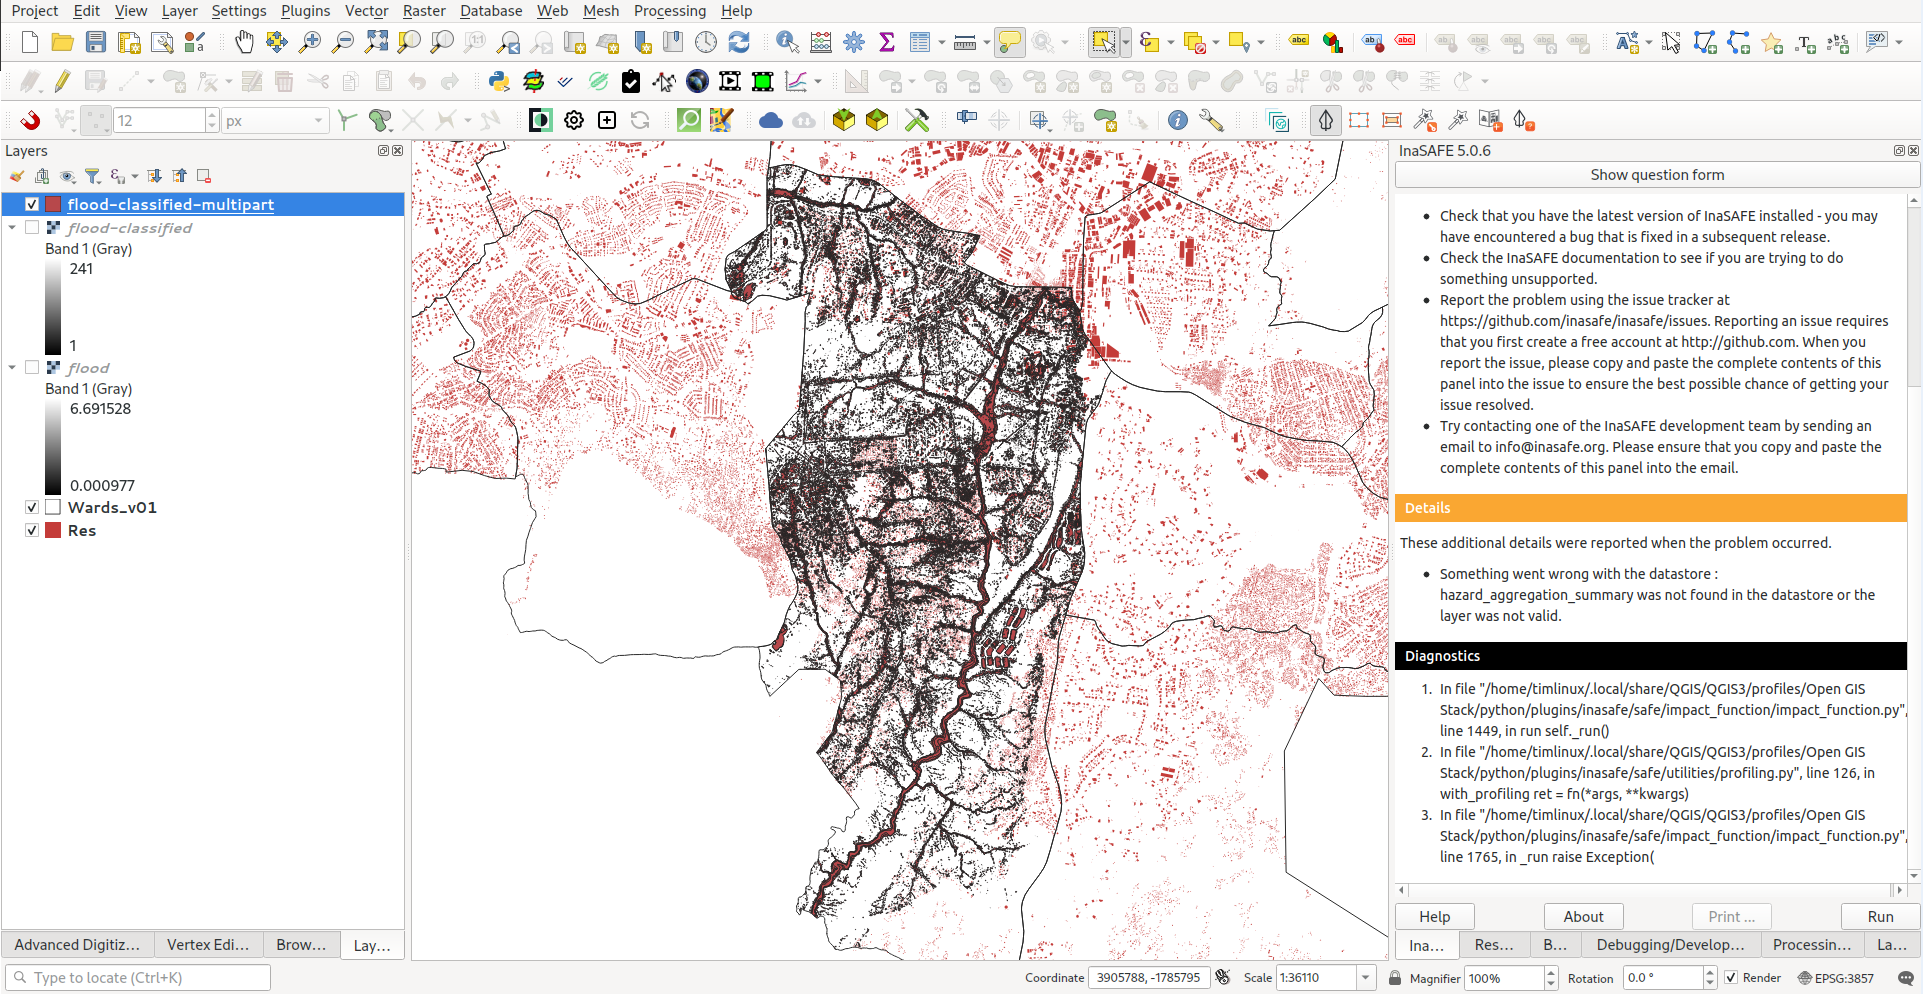 Project Edit View Layer Settings Plugins Vector Raster Database Web Mesh Processing Help
12 px
Layers
flood-classified-multipart
flood-classified
Band 1 (Gray)
241
1
flood
Band 1 (Gray)
6.691528
0.000977
Wards_v01
Res
Advanced Digitiz... Vertex Edi... Brow... Lay...
Type to locate (Ctrl+K)
InaSAFE 5.0.6
Show question form
• Check that you have the latest version of InaSAFE installed - you may
have encountered a bug that is fixed in a subsequent release.
• Check the InaSAFE documentation to see if you are trying to do
something unsupported.
• Report the problem using the issue tracker at
https://github.com/inasafe/inasafe/issues. Reporting an issue requires
that you first create a free account at http://github.com. When you
report the issue, please copy and paste the complete contents of this
panel into the issue to ensure the best possible chance of getting your
issue resolved.
• Try contacting one of the InaSAFE development team by sending an
email to info@inasafe.org. Please ensure that you copy and paste the
complete contents of this panel into the email.
Details
These additional details were reported when the problem occurred.
• Something went wrong with the datastore :
hazard_aggregation_summary was not found in the datastore or the
layer was not valid.
Diagnostics
1. In file "/home/timlinux/.local/share/QGIS/QGIS3/profiles/Open GIS
Stack/python/plugins/inasafe/safe/impact_function/impact_function.py",
line 1449, in run self._run()
2. In file "/home/timlinux/.local/share/QGIS/QGIS3/profiles/Open GIS
Stack/python/plugins/inasafe/safe/utilities/profiling.py", line 126, in
with_profiling ret = fn(*args, **kwargs)
3. In file "/home/timlinux/.local/share/QGIS/QGIS3/profiles/Open GIS
Stack/python/plugins/inasafe/safe/impact_function/impact_function.py",
line 1765, in _run raise Exception(
Help About Print ... Run
Ina... Res... B... Debugging/Develop... Processin... La...
Coordinate 3905788, -1785795 Scale 1:36110 Magnifier 100% Rotation 0.0 ° Render EPSG:3857